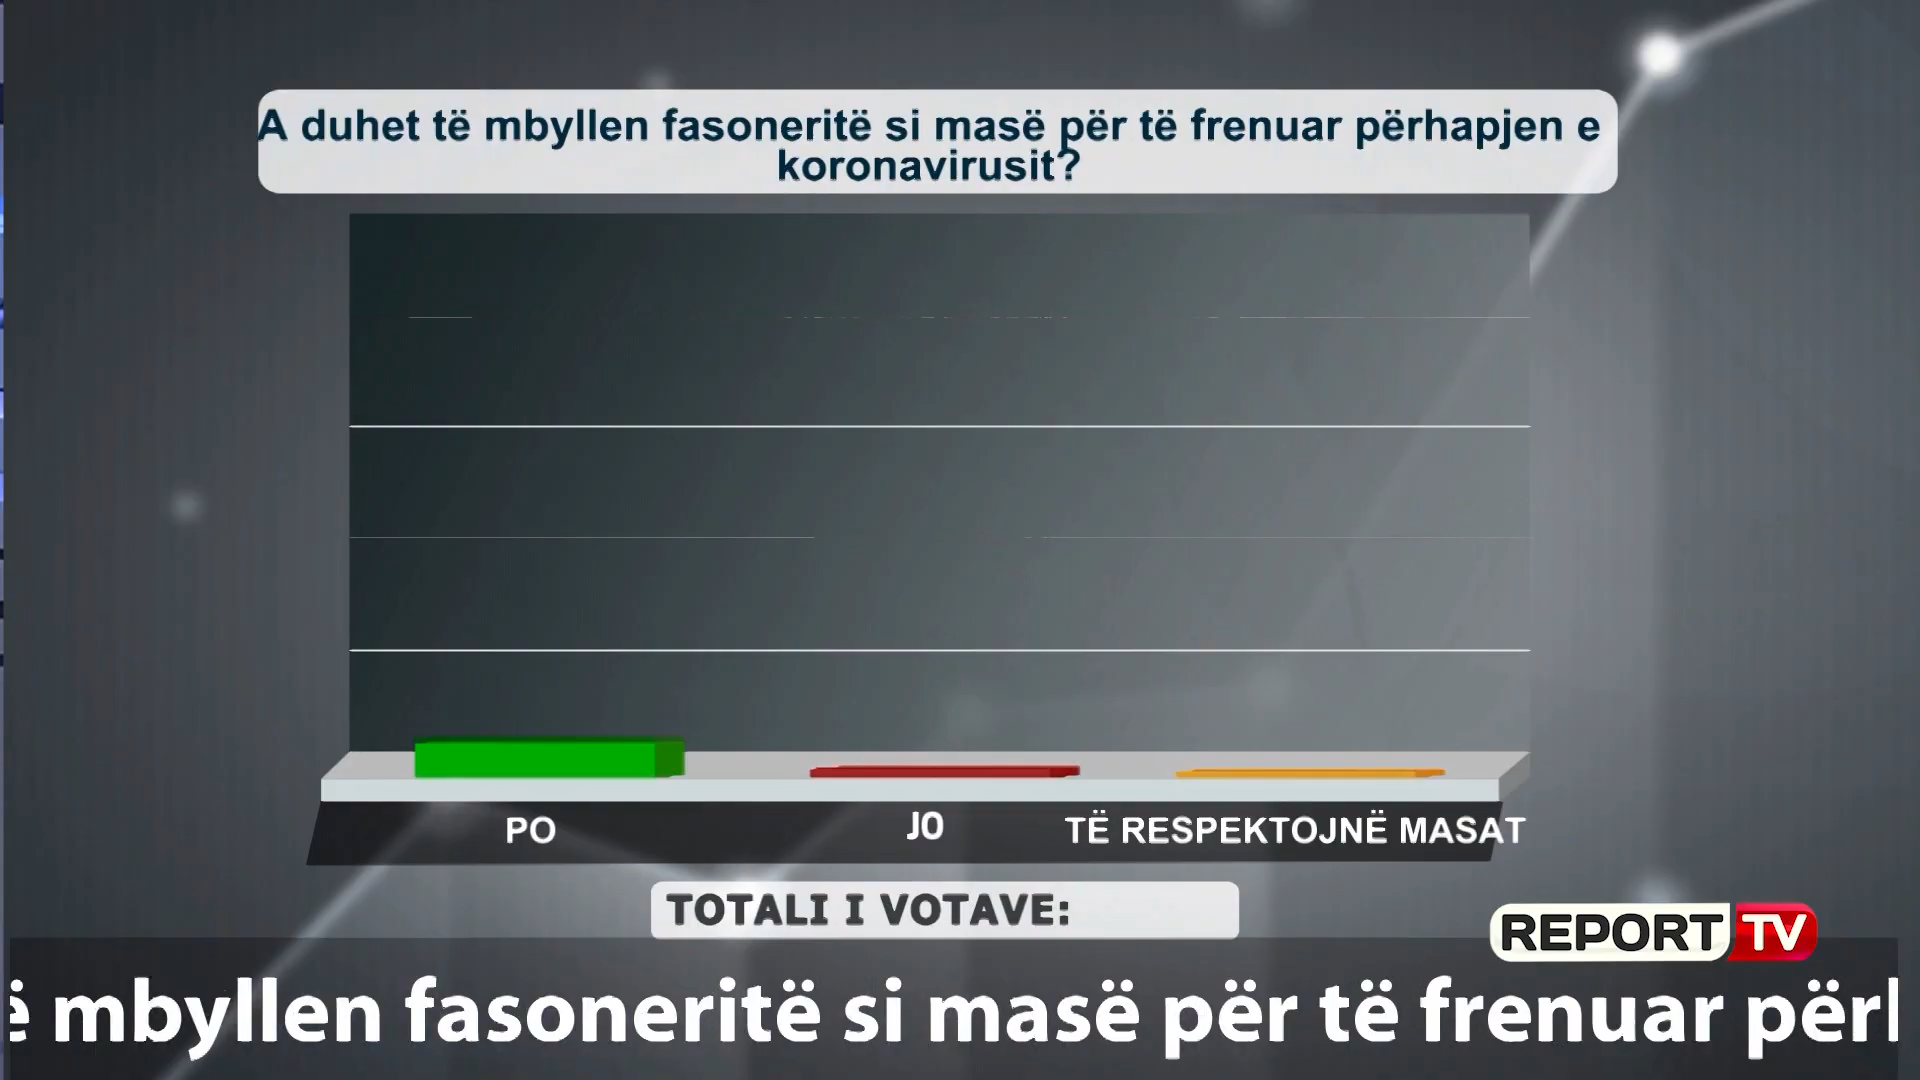 A duhet të mbyllen fasoneritë si masë për të frenuar përhapjen e
koronavirusit?
PO
JO
TË RESPEKTOJNË MASAT
TOTALI I VOTAVE:
REPORT TV
mbyllen fasoneritë si masë për të frenuar